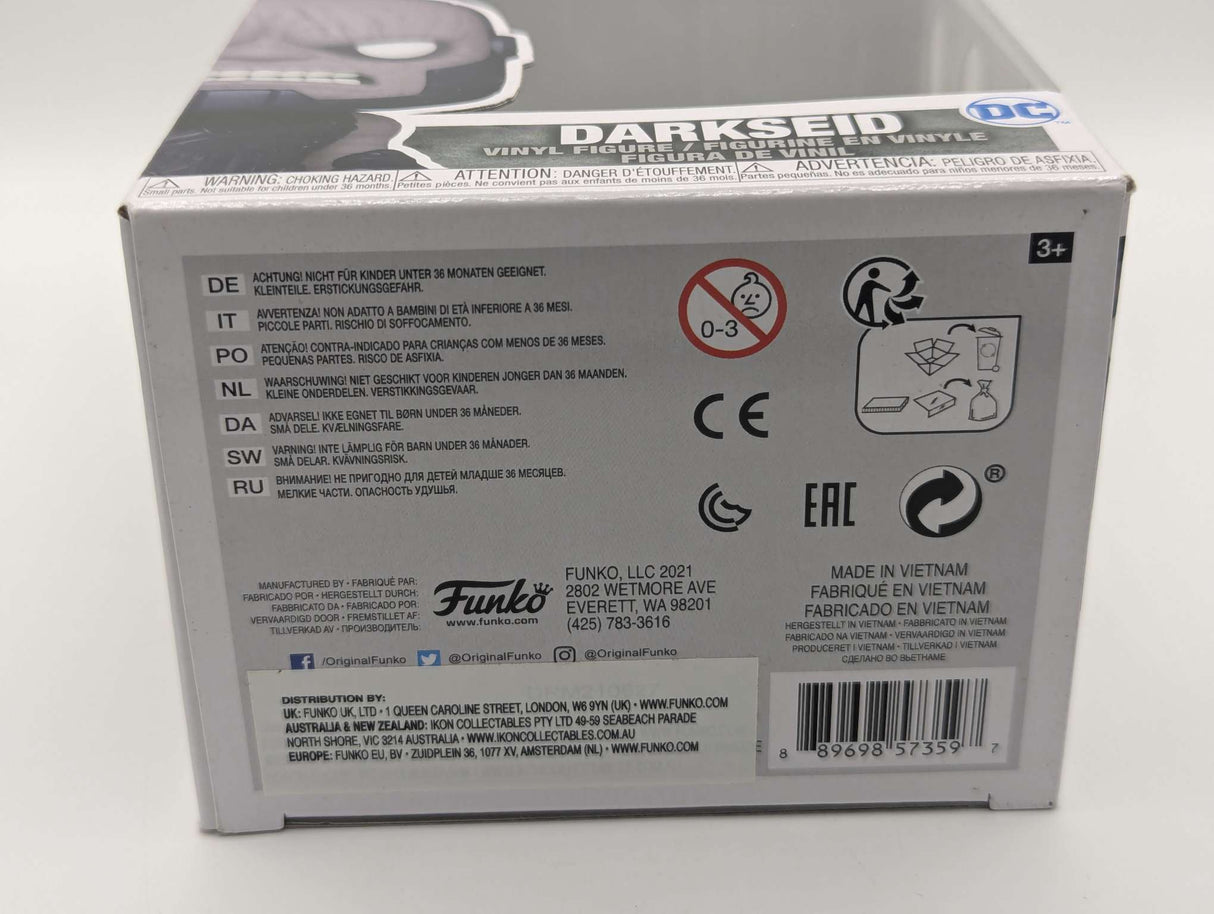 DC
DARKSEID
VINYL FIGURE / FIGURINE EN VINYLE
FIGURA DE VINIL
WARNING: CHOKING HAZARD.
Small parts. Not suitable for children under 36 months.
ATTENTION: DANGER D'ÉTOUFFEMENT.
Petites pièces. Ne convient pas aux enfants de moins de 36 mois.
ADVERTENCIA: PELIGRO DE ASFIXIA.
Partes pequeñas. No es adecuado para niños menores de 36 meses.
3+
DE ACHTUNG! NICHT FÜR KINDER UNTER 36 MONATEN GEEIGNET.
KLEINTEILE. ERSTICKUNGSGEFAHR.
IT AVVERTENZA! NON ADATTO A BAMBINI DI ETÀ INFERIORE A 36 MESI.
PICCOLE PARTI. RISCHIO DI SOFFOCAMENTO.
PO ATENÇÃO! CONTRA-INDICADO PARA CRIANÇAS COM MENOS DE 36 MESES.
PEQUENAS PARTES. RISCO DE ASFIXIA.
NL WAARSCHUWING! NIET GESCHIKT VOOR KINDEREN JONGER DAN 36 MAANDEN.
KLEINE ONDERDELEN. VERSTIKKINGSGEVAAR.
DA ADVARSEL! IKKE EGNET TIL BØRN UNDER 36 MÅNEDER.
SMÅ DELE. KVÆLNINGSFARE.
SW VARNING! INTE LÄMPLIG FÖR BARN UNDER 36 MÅNADER.
SMÅ DELAR. KVÄVNINGSRISK.
RU ВНИМАНИЕ! НЕ ПРИГОДНО ДЛЯ ДЕТЕЙ МЛАДШЕ 36 МЕСЯЦЕВ.
МЕЛКИЕ ЧАСТИ. ОПАСНОСТЬ УДУШЬЯ.
0-3
CE
EAC
®
MANUFACTURED BY • FABRIQUÉ PAR:
FABRICADO POR • HERGESTELLT DURCH:
FABBRICATO DA • FABRICADO POR:
VERVAARDIGD DOOR • FREMSTILLET AF:
TILLVERKAD AV • ПРОИЗВОДИТЕЛЬ:
Funko
www.funko.com
FUNKO, LLC 2021
2802 WETMORE AVE
EVERETT, WA 98201
(425) 783-3616
/OriginalFunko @OriginalFunko @OriginalFunko
MADE IN VIETNAM
FABRIQUÉ EN VIETNAM
FABRICADO EN VIETNAM
HERGESTELLT IN VIETNAM • FABBRICATO IN VIETNAM
FABRICADO NA VIETNAM • VERVAARDIGD IN VIETNAM
PRODUCERET I VIETNAM • TILLVERKAD I VIETNAM
СДЕЛАНО ВО ВЬЕТНАМЕ
DISTRIBUTION BY:
UK: FUNKO UK, LTD • 1 QUEEN CAROLINE STREET, LONDON, W6 9YN (UK) • WWW.FUNKO.COM
AUSTRALIA & NEW ZEALAND: IKON COLLECTABLES PTY LTD 49-59 SEABEACH PARADE
NORTH SHORE, VIC 3214 AUSTRALIA • WWW.IKONCOLLECTABLES.COM.AU
EUROPE: FUNKO EU, BV • ZUIDPLEIN 36, 1077 XV, AMSTERDAM (NL) • WWW.FUNKO.COM
8 89698 57359 7